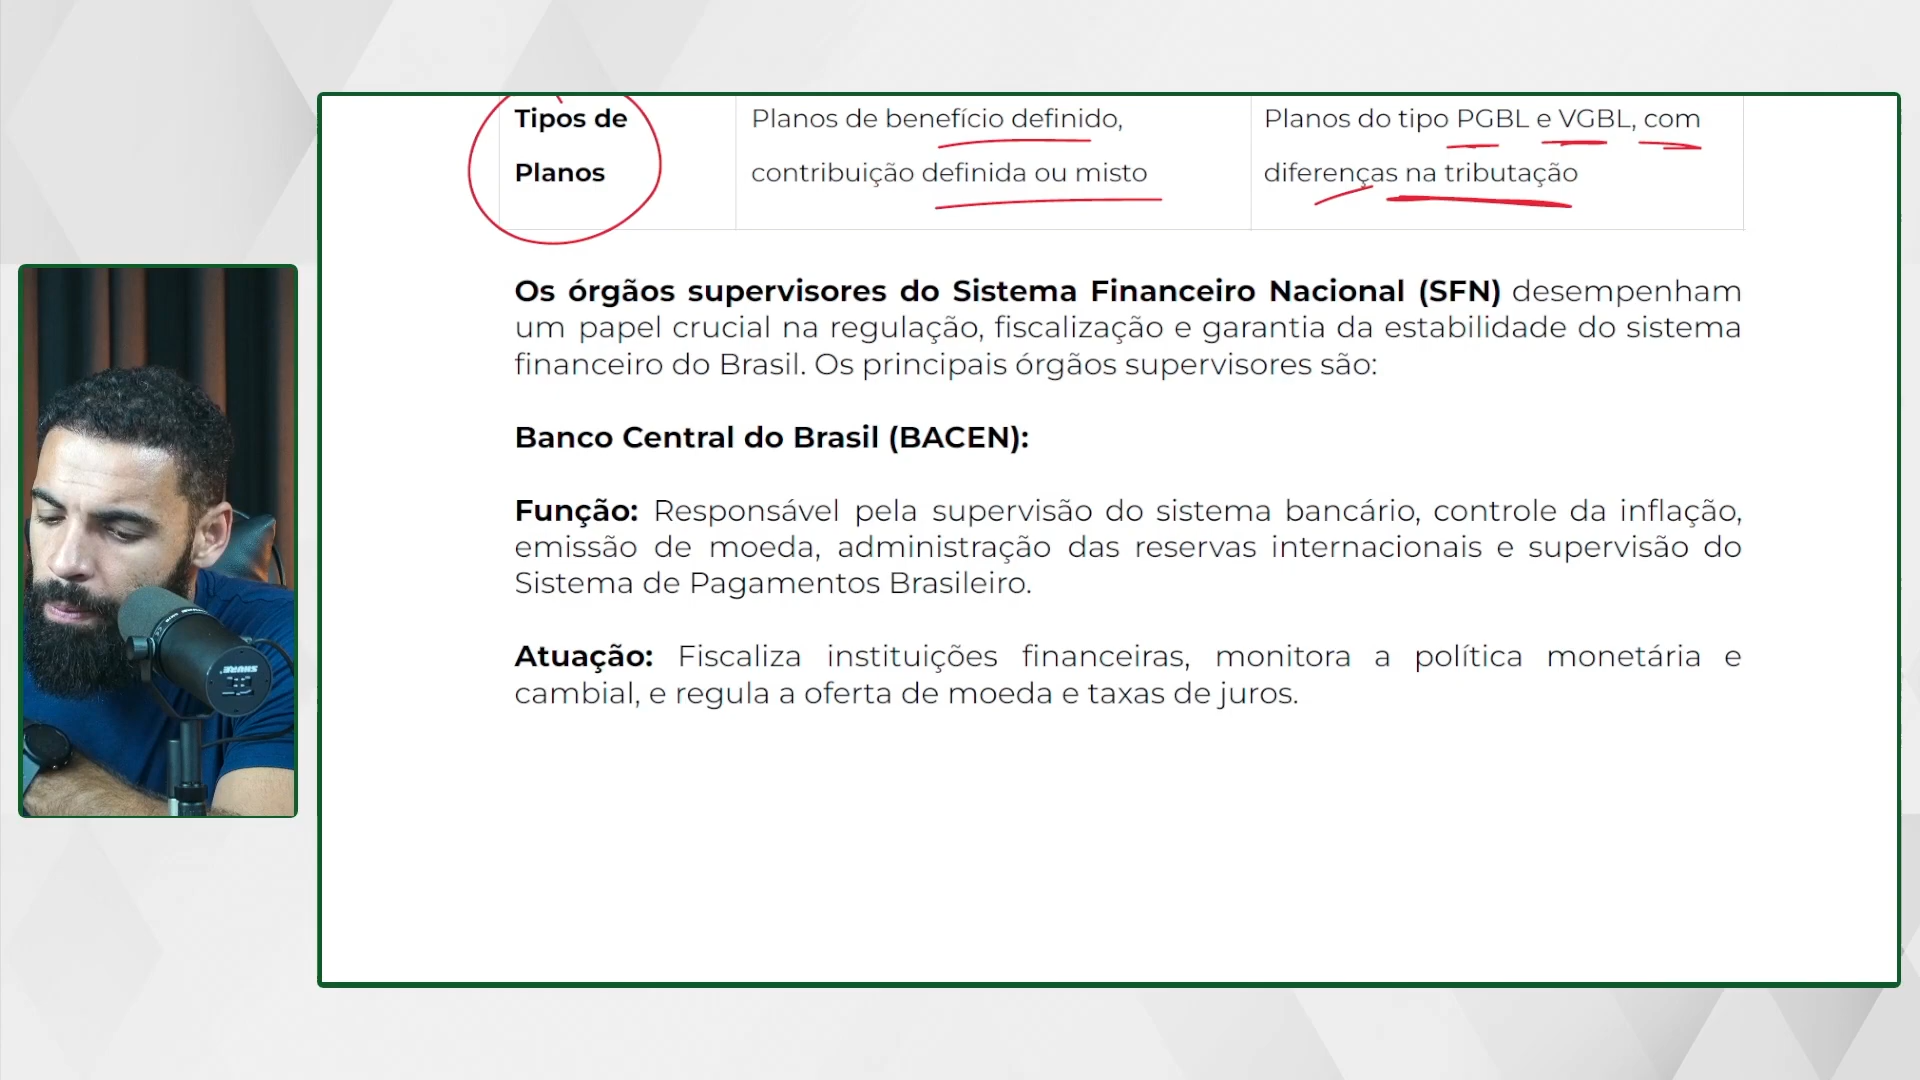 Tipos de
Planos
Planos de benefício definido,
contribuição definida ou misto
Planos do tipo PGBL e VGBL, com
diferenças na tributação
Os órgãos supervisores do Sistema Financeiro Nacional (SFN) desempenham
um papel crucial na regulação, fiscalização e garantia da estabilidade do sistema
financeiro do Brasil. Os principais órgãos supervisores são:
Banco Central do Brasil (BACEN):
Função: Responsável pela supervisão do sistema bancário, controle da inflação,
emissão de moeda, administração das reservas internacionais e supervisão do
Sistema de Pagamentos Brasileiro.
Atuação: Fiscaliza instituições financeiras, monitora a política monetária e
cambial, e regula a oferta de moeda e taxas de juros.
SHURE